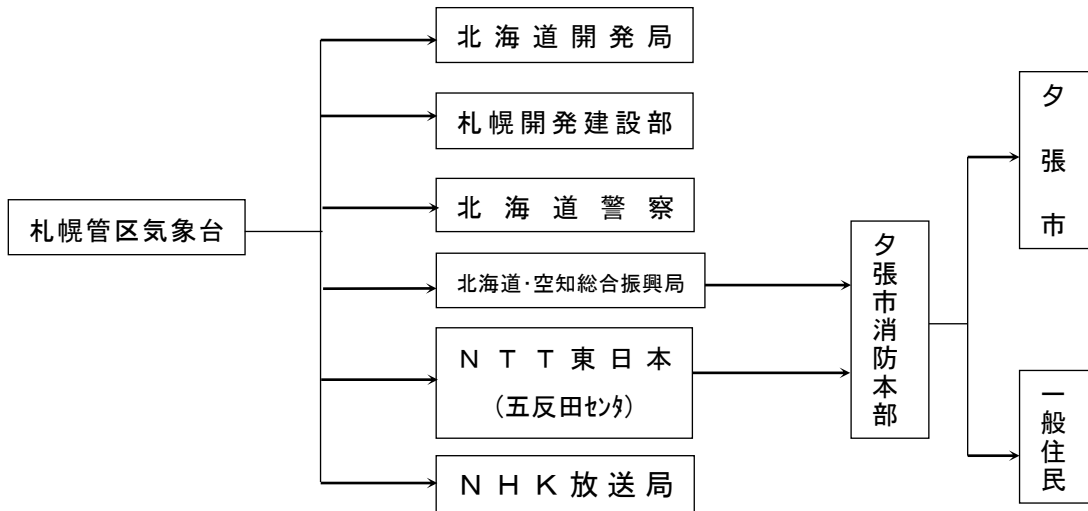 札幌管区気象台
北海道開発局
札幌開発建設部
北海道警察
北海道･空知総合振興局
ＮＴＴ東日本
(五反田ｾﾝﾀ)
ＮＨＫ放送局
夕張市消防本部
夕張市
一般住民